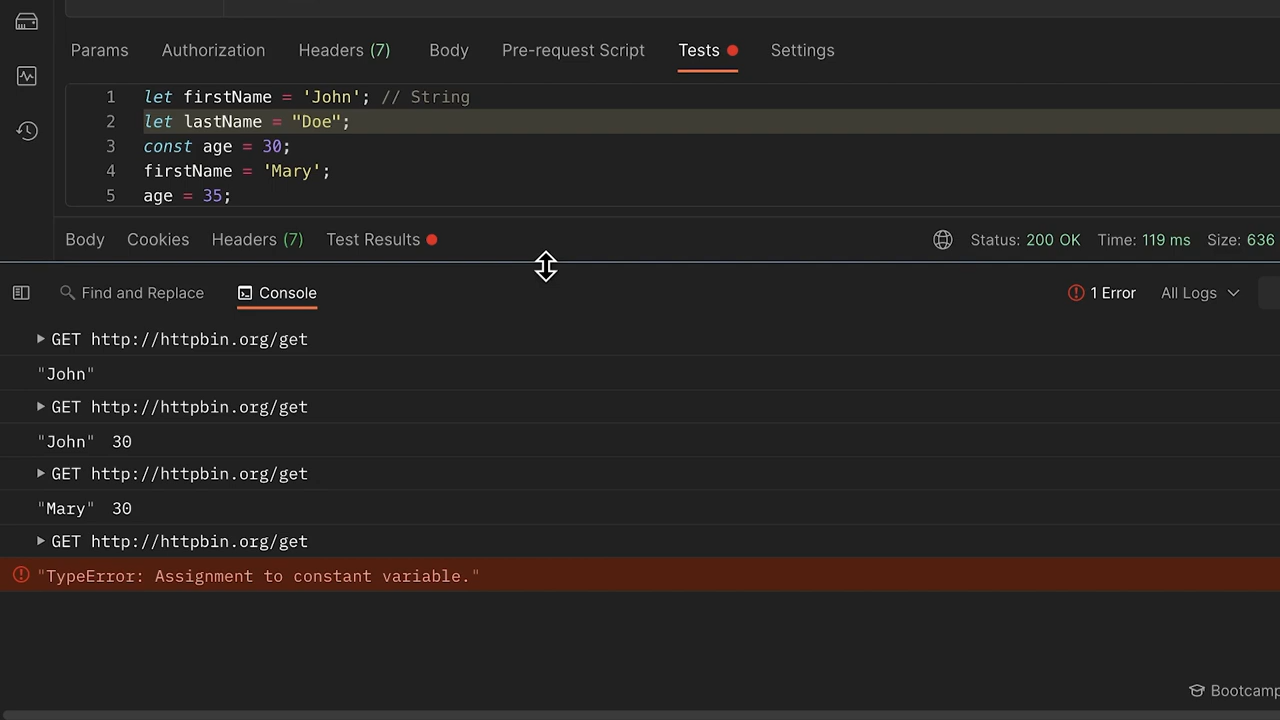 Params Authorization Headers (7) Body Pre-request Script Tests Settings
1 let firstName = 'John'; // String
2 let lastName = "Doe";
3 const age = 30;
4 firstName = 'Mary';
5 age = 35;
Body Cookies Headers (7) Test Results Status: 200 OK Time: 119 ms Size: 636
Find and Replace Console 1 Error All Logs
GET http://httpbin.org/get
"John"
GET http://httpbin.org/get
"John" 30
GET http://httpbin.org/get
"Mary" 30
GET http://httpbin.org/get
"TypeError: Assignment to constant variable."
Bootcamp